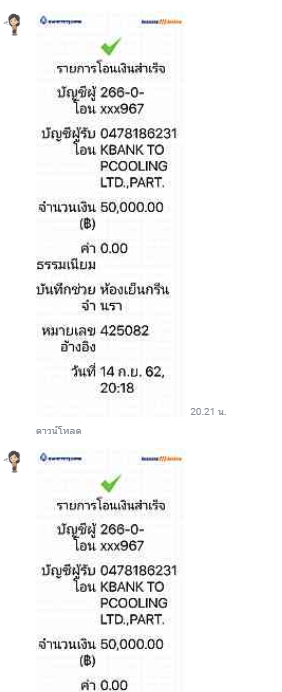 รายการโอนเงินสำเร็จ
บัญชีผู้โอน 266-0-xxx967
บัญชีผู้รับโอน 0478186231
KBANK TO
PCOOLING
LTD.,PART.
จำนวนเงิน 50,000.00
(฿)
ค่าธรรมเนียม 0.00
บันทึกช่วยจำ ห้องเย็นกรีนนรา
หมายเลขอ้างอิง 425082
วันที่ 14 ก.ย. 62,
20:18
20.21 น.
ดาวน์โหลด
รายการโอนเงินสำเร็จ
บัญชีผู้โอน 266-0-xxx967
บัญชีผู้รับโอน 0478186231
KBANK TO
PCOOLING
LTD.,PART.
จำนวนเงิน 50,000.00
(฿)
ค่า 0.00